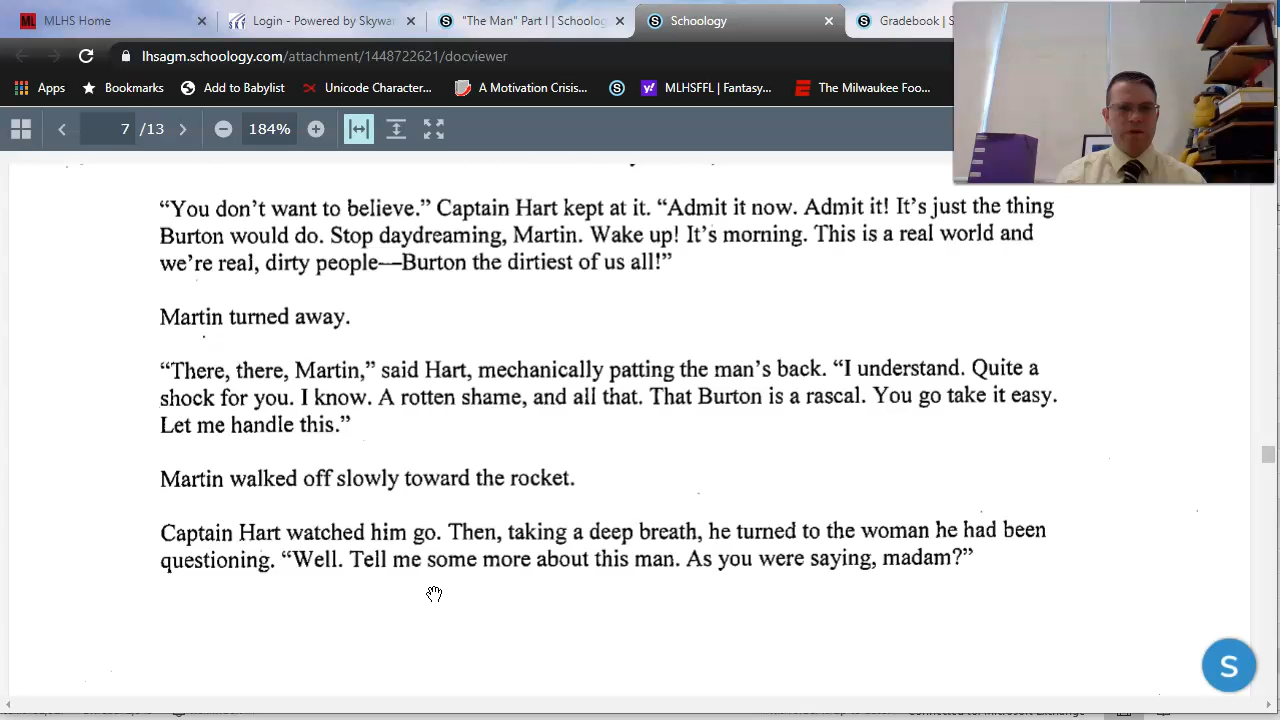 MLHS Home
Login - Powered by Skywa
"The Man" Part I | Schoolog
Schoology
Gradebook | S
lhsagm.schoology.com/attachment/1448722621/docviewer
Apps
Bookmarks
Add to Babylist
Unicode Character...
A Motivation Crisis...
MLHSFFL | Fantasy...
The Milwaukee Foo...
7 /13
184%
“You don’t want to believe.” Captain Hart kept at it. “Admit it now. Admit it! It’s just the thing
Burton would do. Stop daydreaming, Martin. Wake up! It’s morning. This is a real world and
we’re real, dirty people—Burton the dirtiest of us all!”
Martin turned away.
“There, there, Martin,” said Hart, mechanically patting the man’s back. “I understand. Quite a
shock for you. I know. A rotten shame, and all that. That Burton is a rascal. You go take it easy.
Let me handle this.”
Martin walked off slowly toward the rocket.
Captain Hart watched him go. Then, taking a deep breath, he turned to the woman he had been
questioning. “Well. Tell me some more about this man. As you were saying, madam?”
S